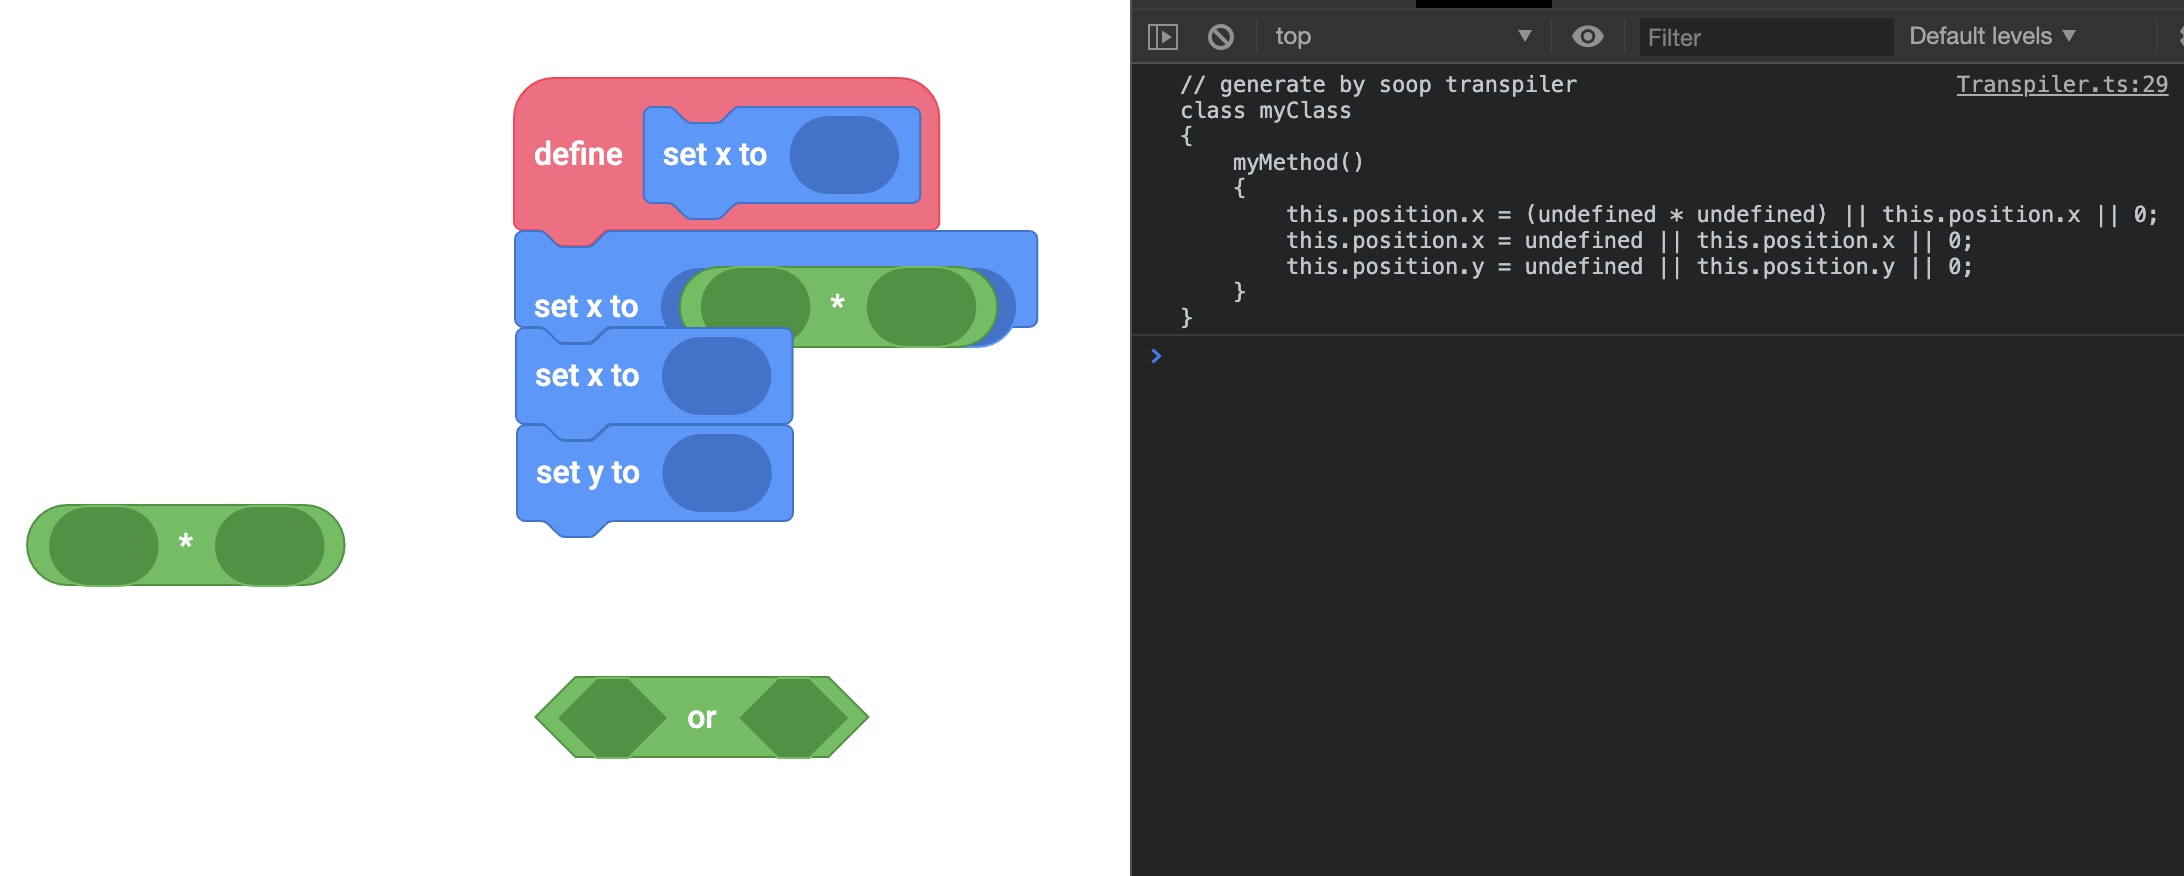 define set x to
set x to *
set x to
set y to
*
or
top Filter Default levels
// generate by soop transpiler Transpiler.ts:29
class myClass
{
    myMethod()
    {
        this.position.x = (undefined * undefined) || this.position.x || 0;
        this.position.x = undefined || this.position.x || 0;
        this.position.y = undefined || this.position.y || 0;
    }
}